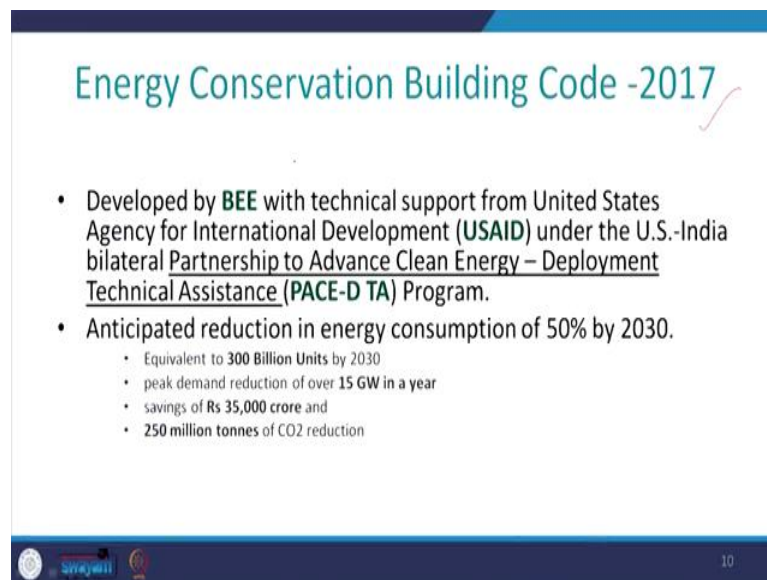 Energy Conservation Building Code -2017
• Developed by BEE with technical support from United States
Agency for International Development (USAID) under the U.S.-India
bilateral Partnership to Advance Clean Energy – Deployment
Technical Assistance (PACE-D TA) Program.
• Anticipated reduction in energy consumption of 50% by 2030.
• Equivalent to 300 Billion Units by 2030
• peak demand reduction of over 15 GW in a year
• savings of Rs 35,000 crore and
• 250 million tonnes of CO2 reduction
swayam
10